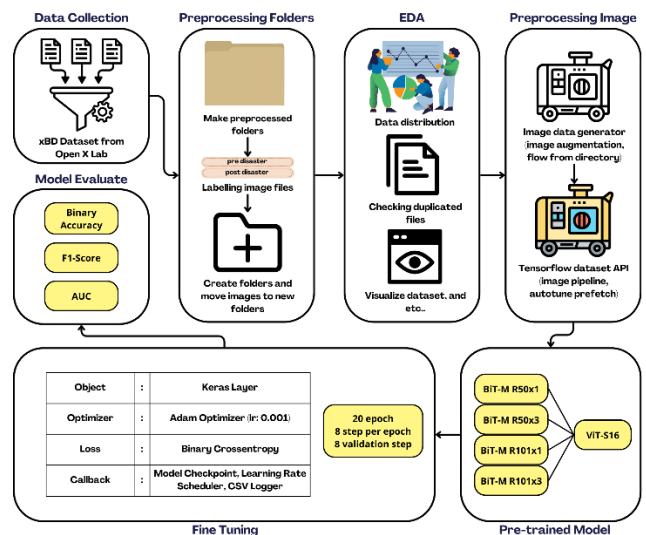 Data Collection
xBD Dataset from
Open X Lab
Preprocessing Folders
Make preprocessed
folders
pre disaster
post disaster
Labelling image files
Create folders and
move images to new
folders
EDA
Data distribution
Checking duplicated
files
Visualize dataset, and
etc..
Preprocessing Image
Image data generator
(image augmentation,
flow from directory)
Tensorflow dataset API
(image pipeline,
autotune prefetch)
Model Evaluate
Binary
Accuracy
F1-Score
AUC
Object : Keras Layer
Optimizer : Adam Optimizer (lr: 0.001)
Loss : Binary Crossentropy
Callback : Model Checkpoint, Learning Rate
Scheduler, CSV Logger
20 epoch
8 step per epoch
8 validation step
Fine Tuning
BiT-M R50x1
BiT-M R50x3
BiT-M R101x1
BiT-M R101x3
ViT-S16
Pre-trained Model